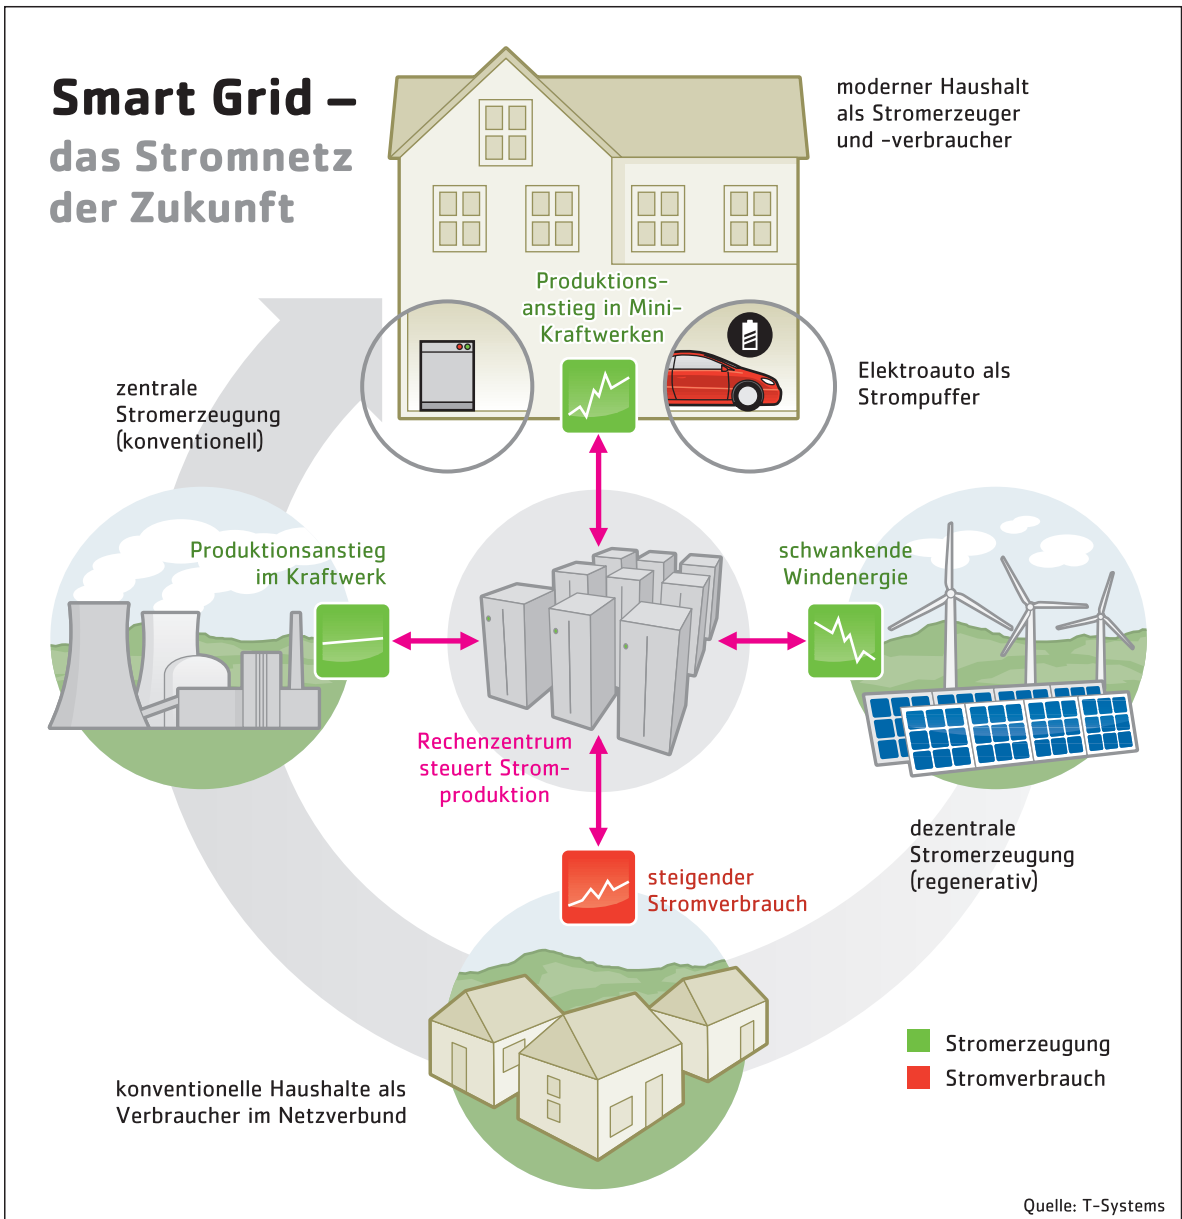 Smart Grid –
das Stromnetz
der Zukunft
moderner Haushalt
als Stromerzeuger
und -verbraucher
Produktions-
anstieg in Mini-
Kraftwerken
Elektroauto als
Strompuffer
zentrale
Stromerzeugung
(konventionell)
Produktionsanstieg
im Kraftwerk
schwankende
Windenergie
Rechenzentrum
steuert Strom-
produktion
dezentrale
Stromerzeugung
(regenerativ)
steigender
Stromverbrauch
konventionelle Haushalte als
Verbraucher im Netzverbund
Stromerzeugung
Stromverbrauch
Quelle: T-Systems